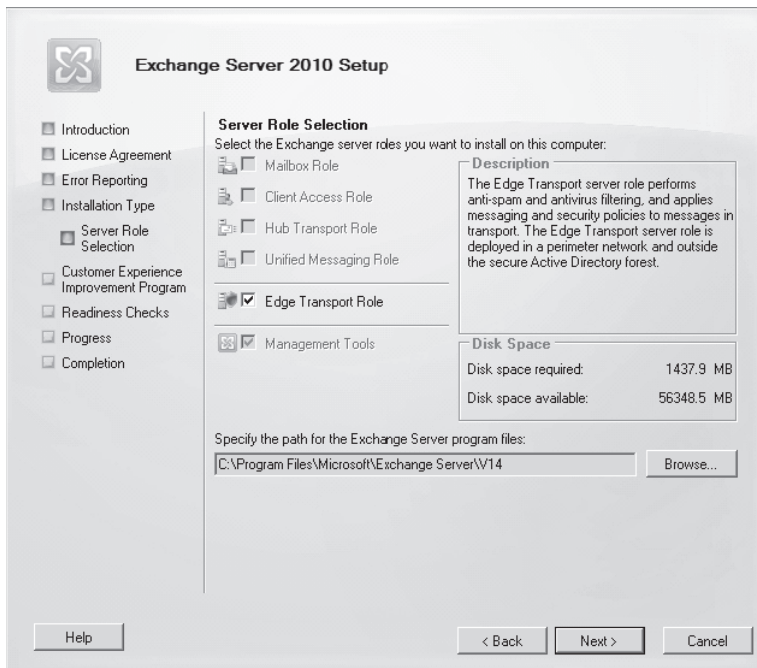 Exchange Server 2010 Setup
Introduction
License Agreement
Error Reporting
Installation Type
Server Role
Selection
Customer Experience
Improvement Program
Readiness Checks
Progress
Completion
Server Role Selection
Select the Exchange server roles you want to install on this computer:
Mailbox Role
Client Access Role
Hub Transport Role
Unified Messaging Role
Edge Transport Role
Management Tools
Description
The Edge Transport server role performs
anti-spam and antivirus filtering, and applies
messaging and security policies to messages in
transport. The Edge Transport server role is
deployed in a perimeter network and outside
the secure Active Directory forest.
Disk Space
Disk space required: 1437.9 MB
Disk space available: 56348.5 MB
Specify the path for the Exchange Server program files:
C:\Program Files\Microsoft\Exchange Server\V14
Browse...
Help
< Back
Next >
Cancel